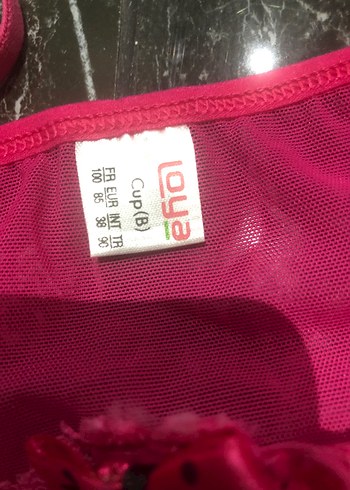 Loya
Cup(B)
FR EUR INT TR
100 85 38 90